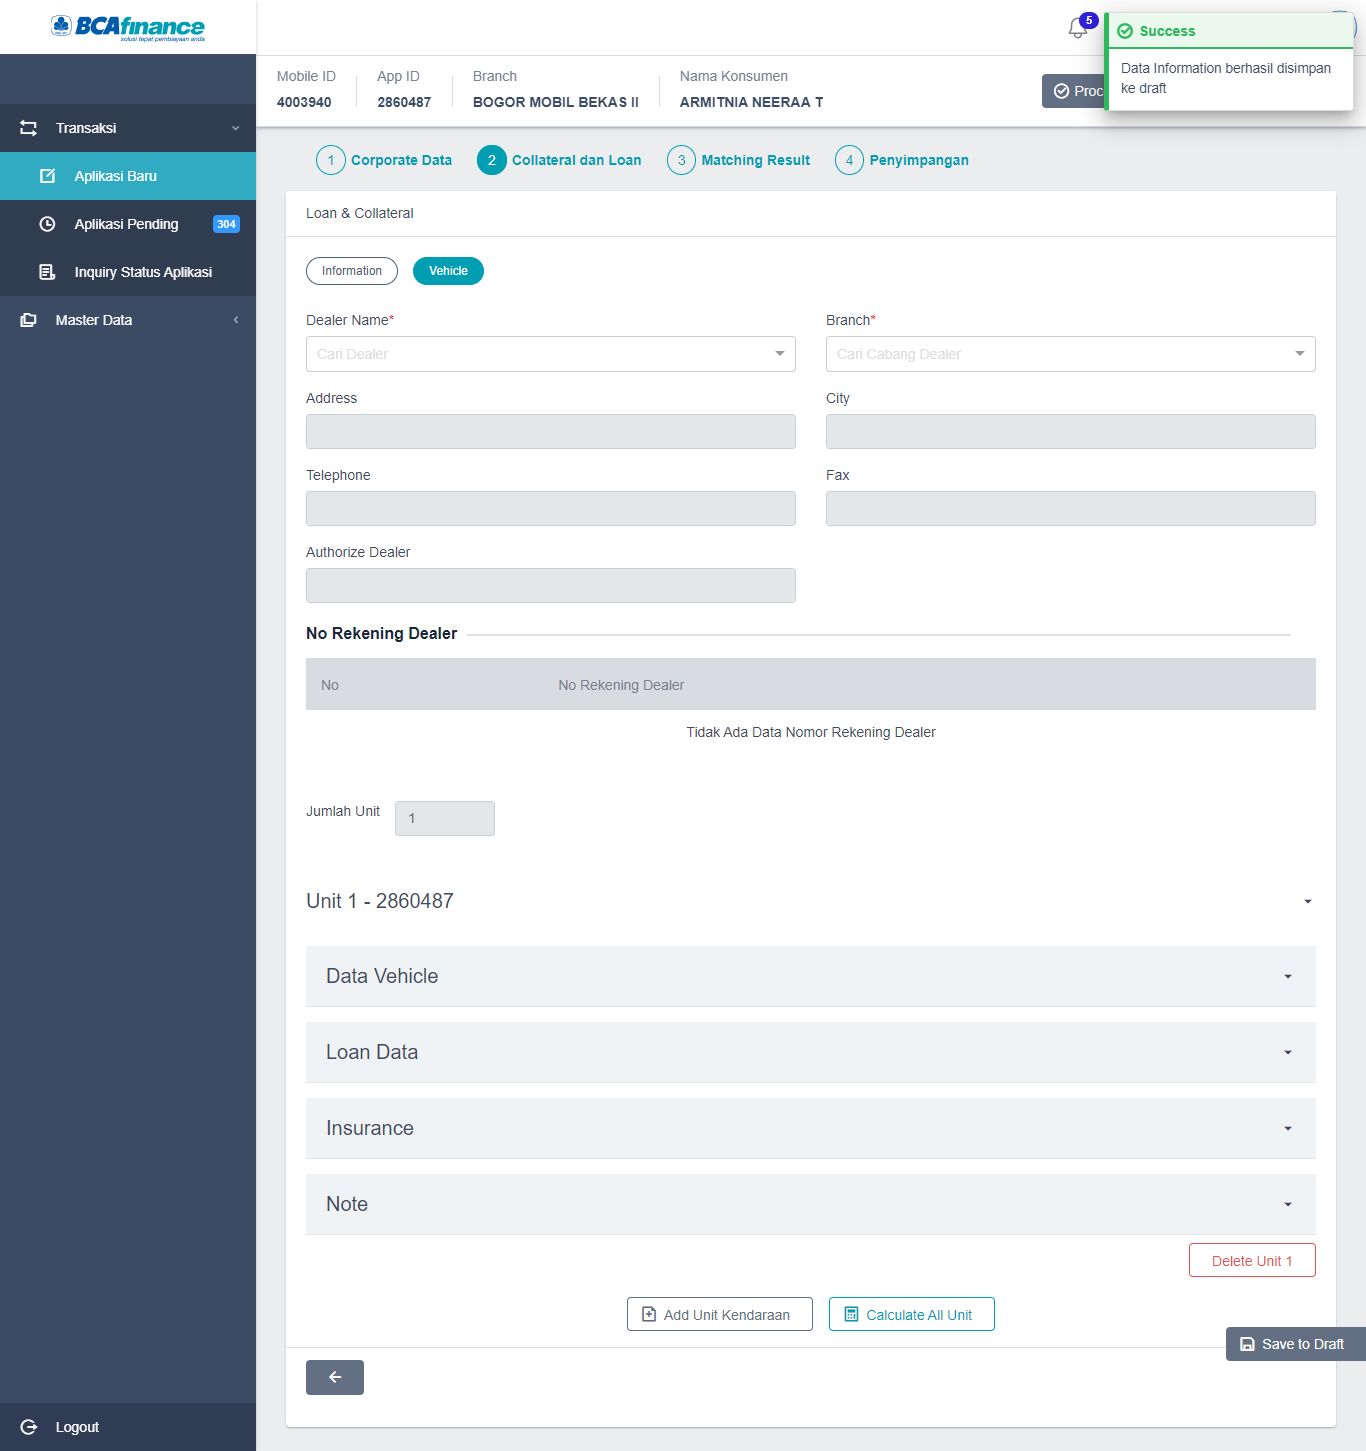 BCAfinance
solusi tepat pembiayaan anda
5
Success
Data Information berhasil disimpan
ke draft
Mobile ID
4003940
App ID
2860487
Branch
BOGOR MOBIL BEKAS II
Nama Konsumen
ARMITNIA NEERAA T
Transaksi
Aplikasi Baru
Aplikasi Pending
304
Inquiry Status Aplikasi
Master Data
Logout
1 Corporate Data
2 Collateral dan Loan
3 Matching Result
4 Penyimpangan
Loan & Collateral
Information
Vehicle
Dealer Name*
Cari Dealer
Branch*
Cari Cabang Dealer
Address
City
Telephone
Fax
Authorize Dealer
No Rekening Dealer
No
No Rekening Dealer
Tidak Ada Data Nomor Rekening Dealer
Jumlah Unit
1
Unit 1 - 2860487
Data Vehicle
Loan Data
Insurance
Note
Delete Unit 1
Add Unit Kendaraan
Calculate All Unit
Save to Draft